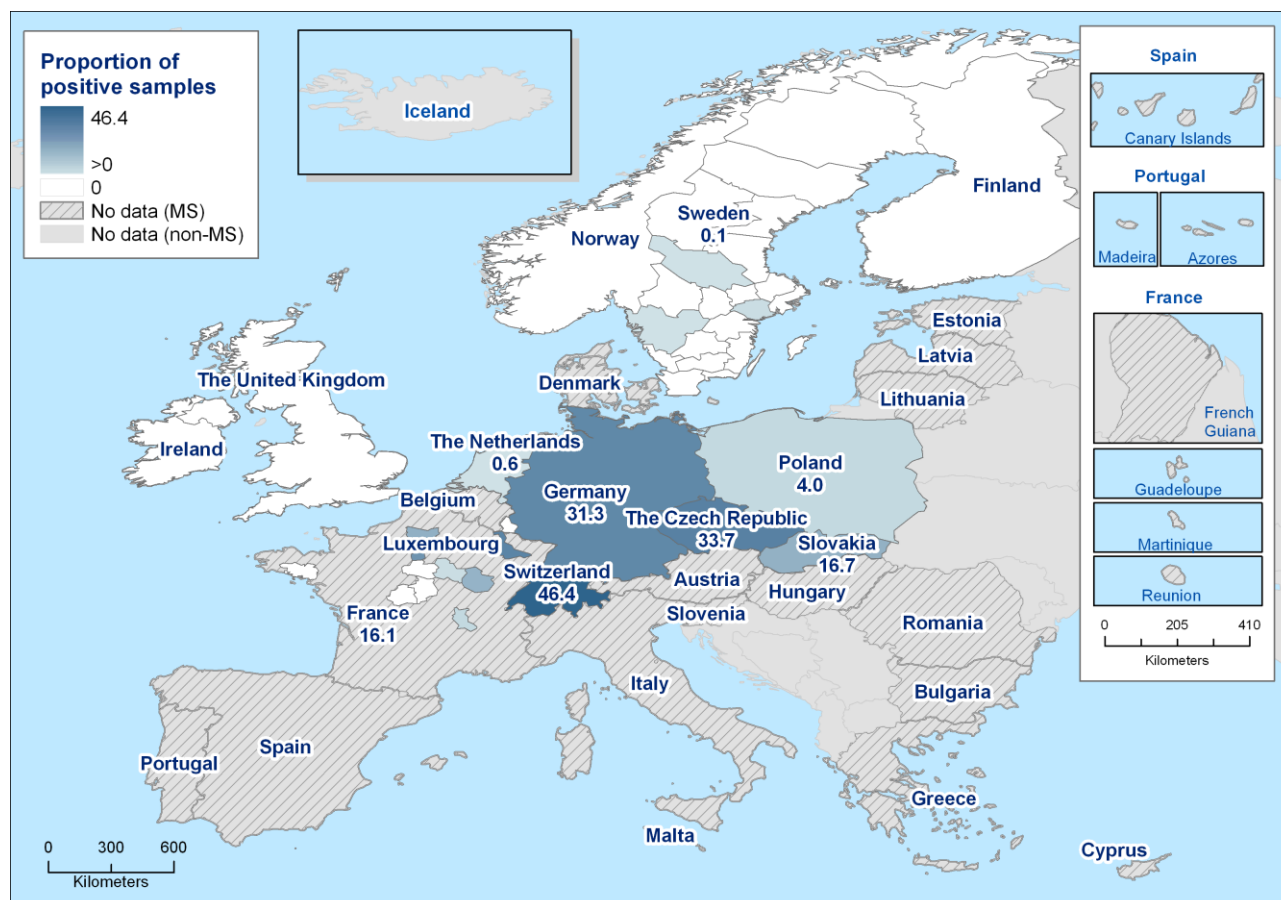 Proportion of
positive samples
46.4
>0
0
No data (MS)
No data (non-MS)
Iceland
Spain
Canary Islands
Portugal
Madeira
Azores
France
French
Guiana
Guadeloupe
Martinique
Reunion
0 205 410
Kilometers
Finland
Sweden
0.1
Norway
Estonia
Latvia
Lithuania
Denmark
The United Kingdom
Ireland
The Netherlands
0.6
Poland
4.0
Germany
31.3
Belgium
The Czech Republic
33.7
Luxembourg
Slovakia
16.7
Switzerland
46.4
Austria
Hungary
France
16.1
Slovenia
Romania
Italy
Bulgaria
Spain
Portugal
Greece
Malta
Cyprus
0 300 600
Kilometers